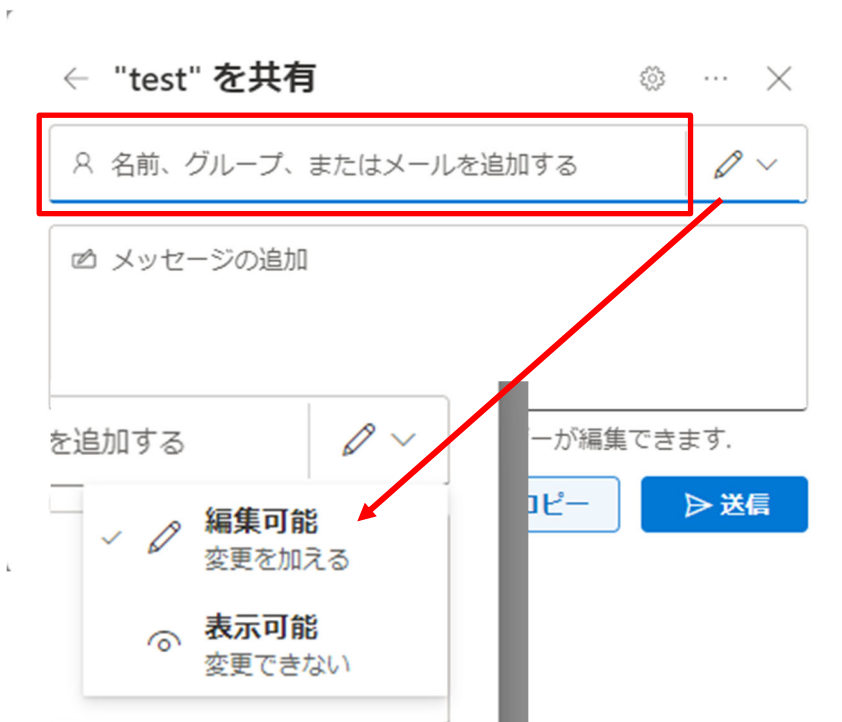 "test" を共有
名前、グループ、またはメールを追加する
メッセージの追加
を追加する
ーが編集できます.
コピー
送信
編集可能
変更を加える
表示可能
変更できない